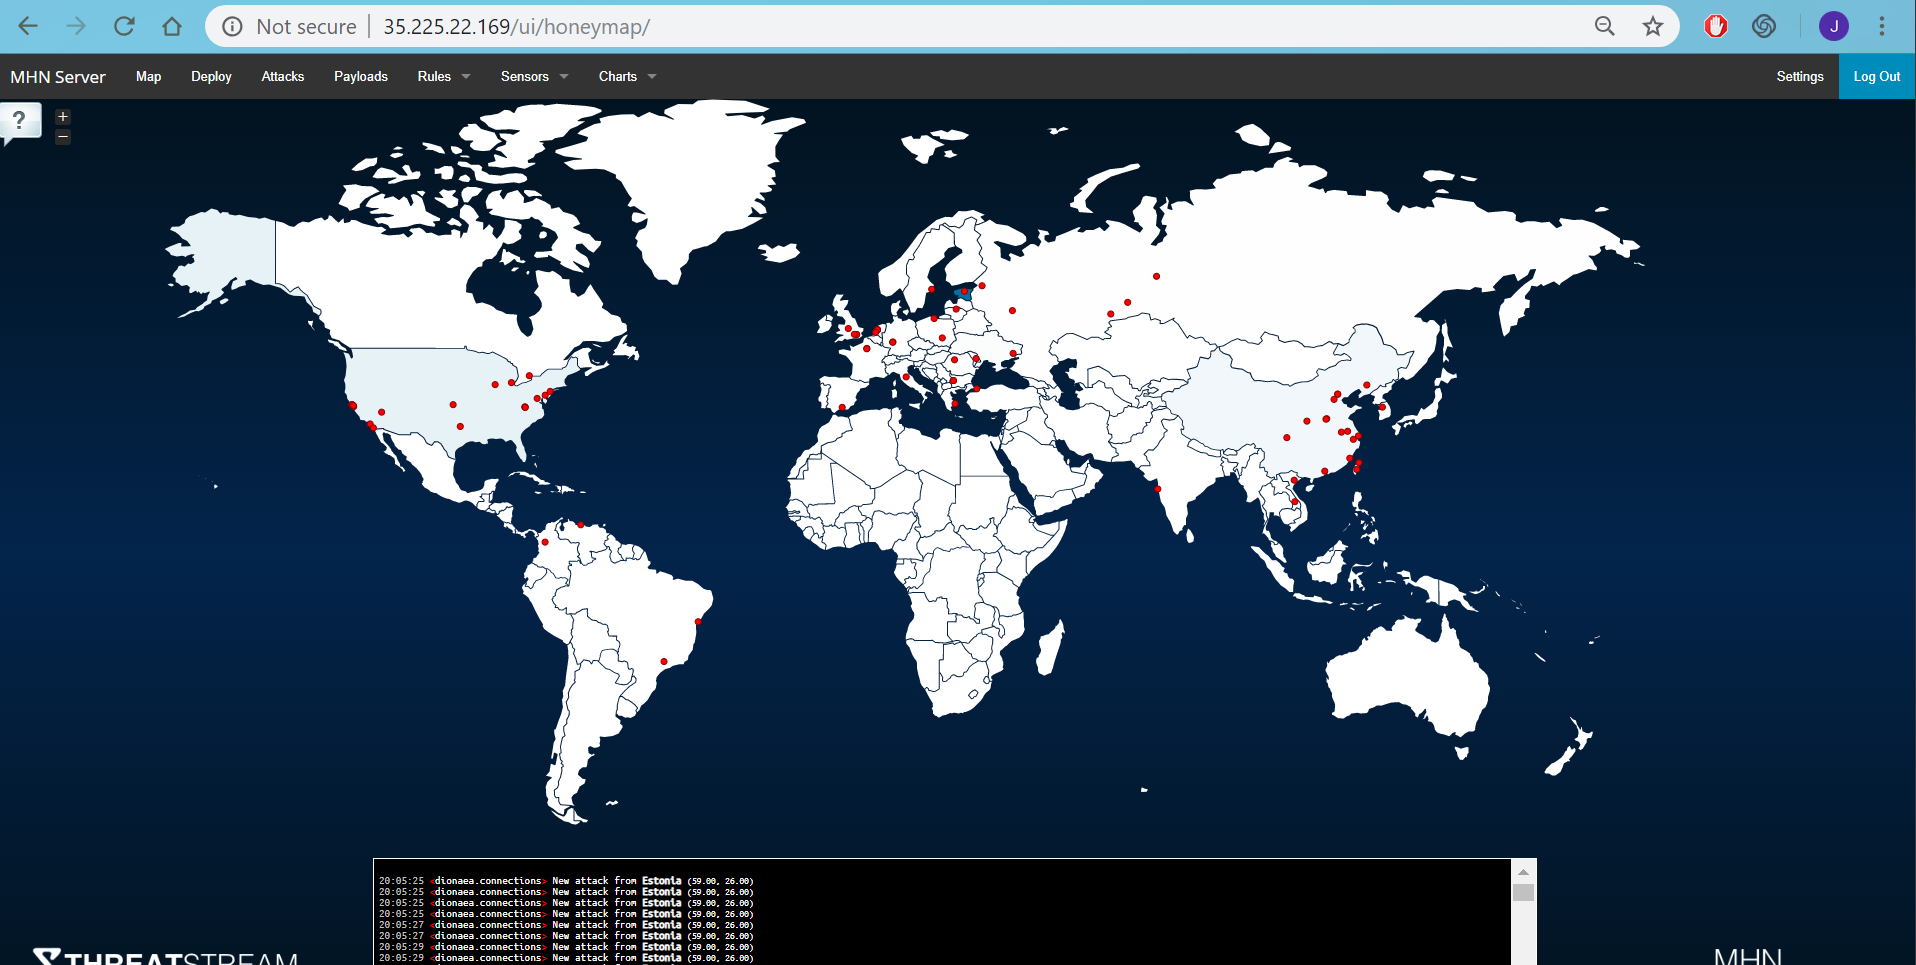 Not secure | 35.225.22.169/ui/honeymap/
J
MHN Server Map Deploy Attacks Payloads Rules Sensors Charts Settings Log Out
?
+
−
20:05:25 <dionaea.connections> New attack from Estonia (59.00, 26.00)
20:05:25 <dionaea.connections> New attack from Estonia (59.00, 26.00)
20:05:25 <dionaea.connections> New attack from Estonia (59.00, 26.00)
20:05:25 <dionaea.connections> New attack from Estonia (59.00, 26.00)
20:05:27 <dionaea.connections> New attack from Estonia (59.00, 26.00)
20:05:27 <dionaea.connections> New attack from Estonia (59.00, 26.00)
20:05:29 <dionaea.connections> New attack from Estonia (59.00, 26.00)
20:05:29 <dionaea.connections> New attack from Estonia (59.00, 26.00)
THREATSTREAM
MHN